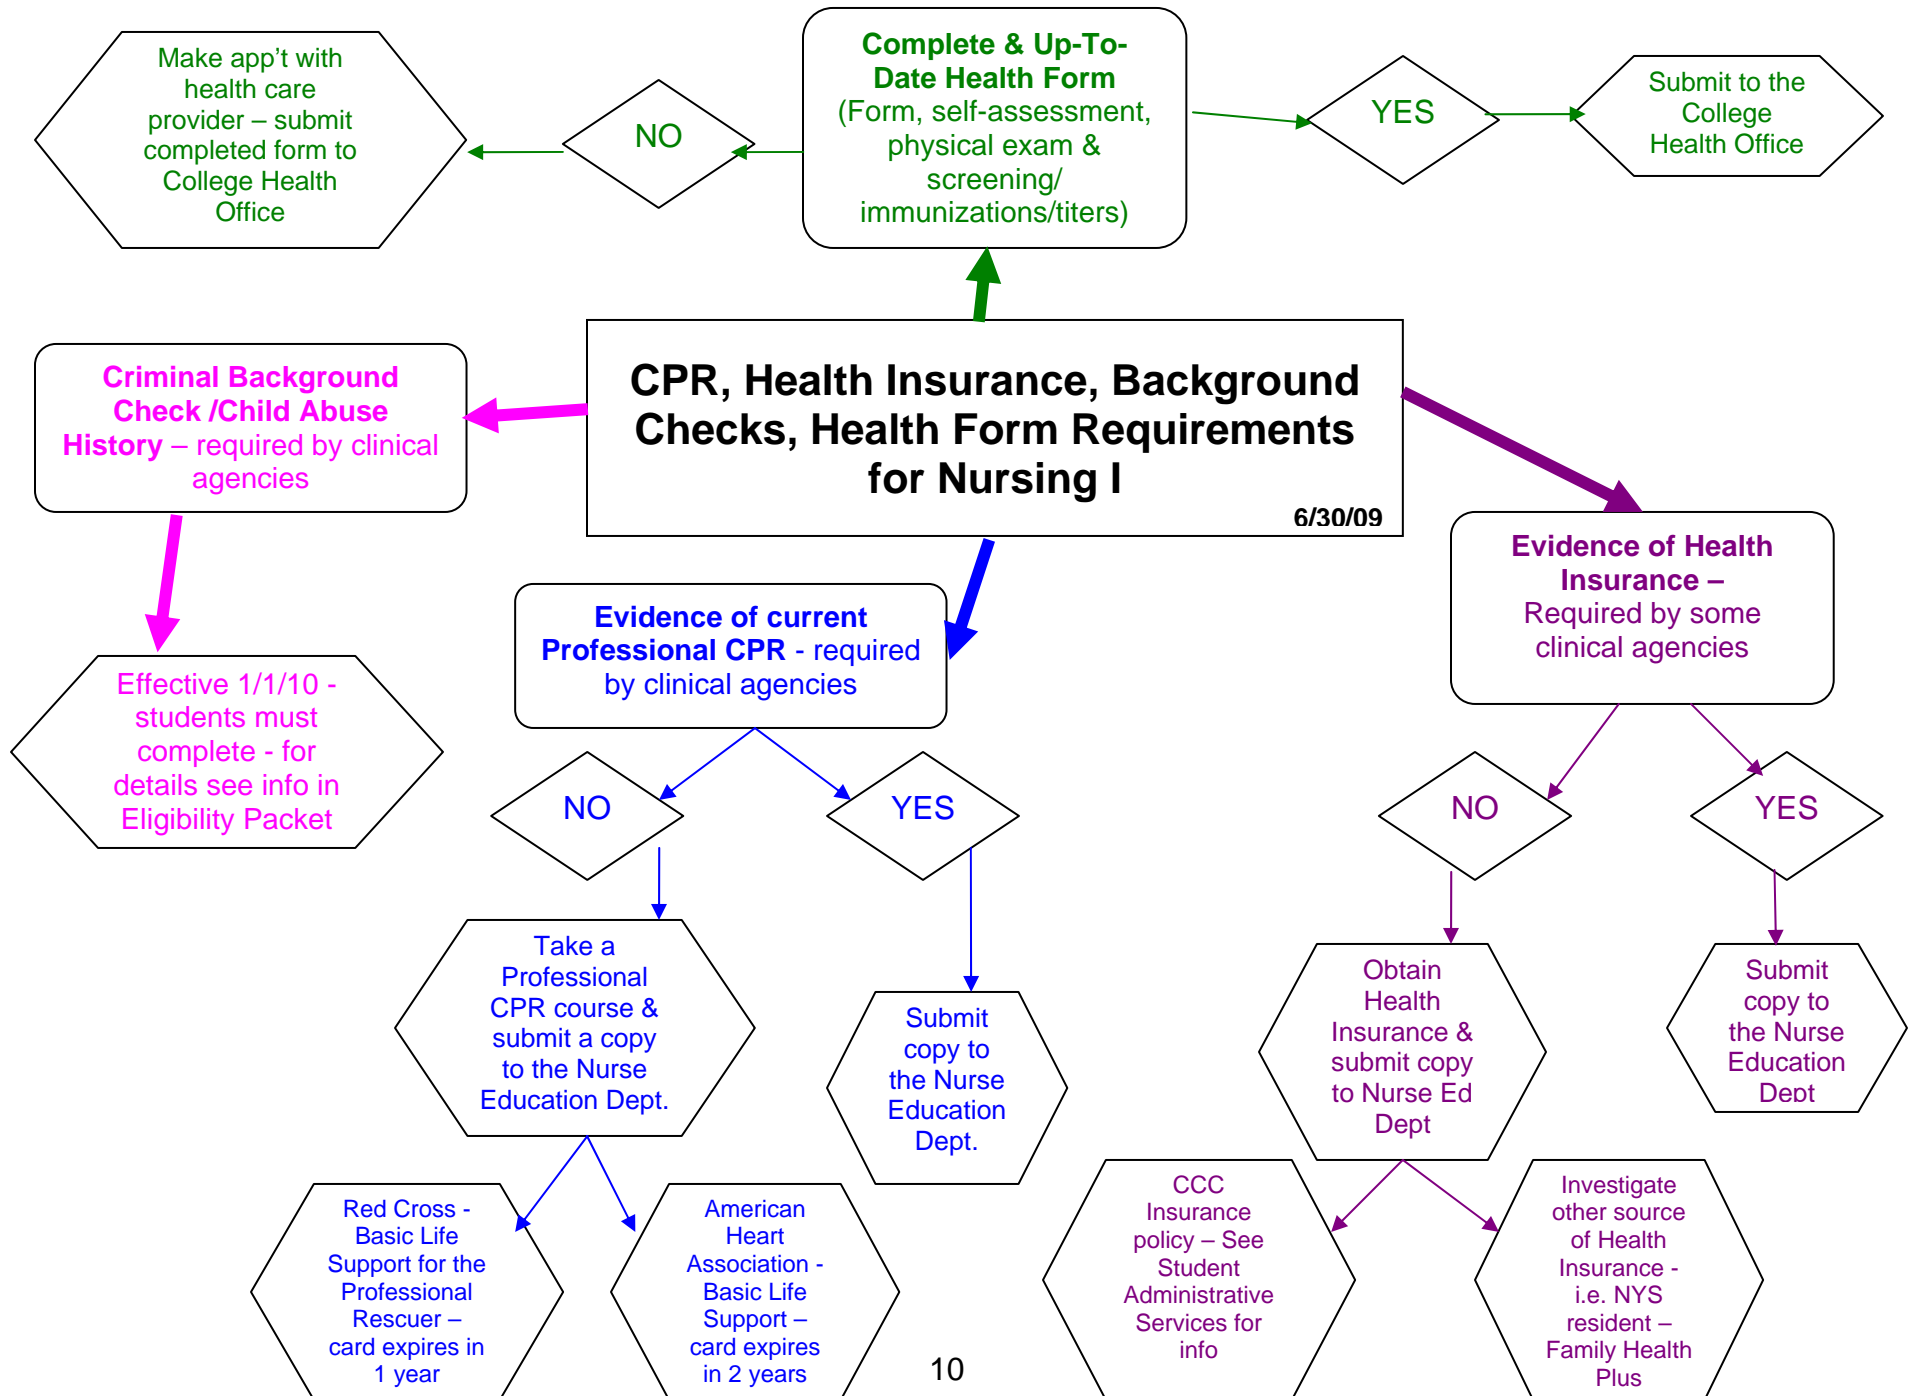 Make app’t with
health care
provider – submit
completed form to
College Health
Office
NO
Complete & Up-To-
Date Health Form
(Form, self-assessment,
physical exam &
screening/
immunizations/titers)
YES
Submit to the
College
Health Office
Criminal Background
Check /Child Abuse
History – required by clinical
agencies
CPR, Health Insurance, Background
Checks, Health Form Requirements
for Nursing I
6/30/09
Evidence of Health
Insurance –
Required by some
clinical agencies
Effective 1/1/10 -
students must
complete - for
details see info in
Eligibility Packet
Evidence of current
Professional CPR - required
by clinical agencies
NO
YES
NO
YES
Take a
Professional
CPR course &
submit a copy
to the Nurse
Education Dept.
Submit
copy to
the Nurse
Education
Dept.
Obtain
Health
Insurance &
submit copy
to Nurse Ed
Dept
Submit
copy to
the Nurse
Education
Dept
Red Cross -
Basic Life
Support for the
Professional
Rescuer –
card expires in
1 year
American
Heart
Association -
Basic Life
Support –
card expires
in 2 years
CCC
Insurance
policy – See
Student
Administrative
Services for
info
Investigate
other source
of Health
Insurance -
i.e. NYS
resident –
Family Health
Plus
10